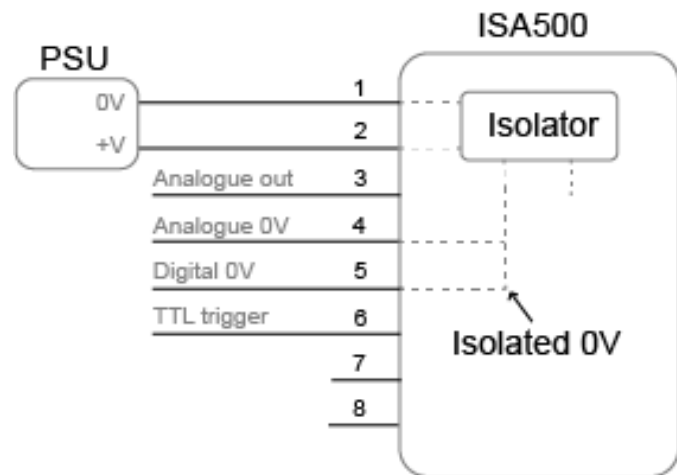 ISA500
PSU
0V
+V
1
2
Analogue out 3
Analogue 0V 4
Digital 0V 5
TTL trigger 6
7
8
Isolator
Isolated 0V